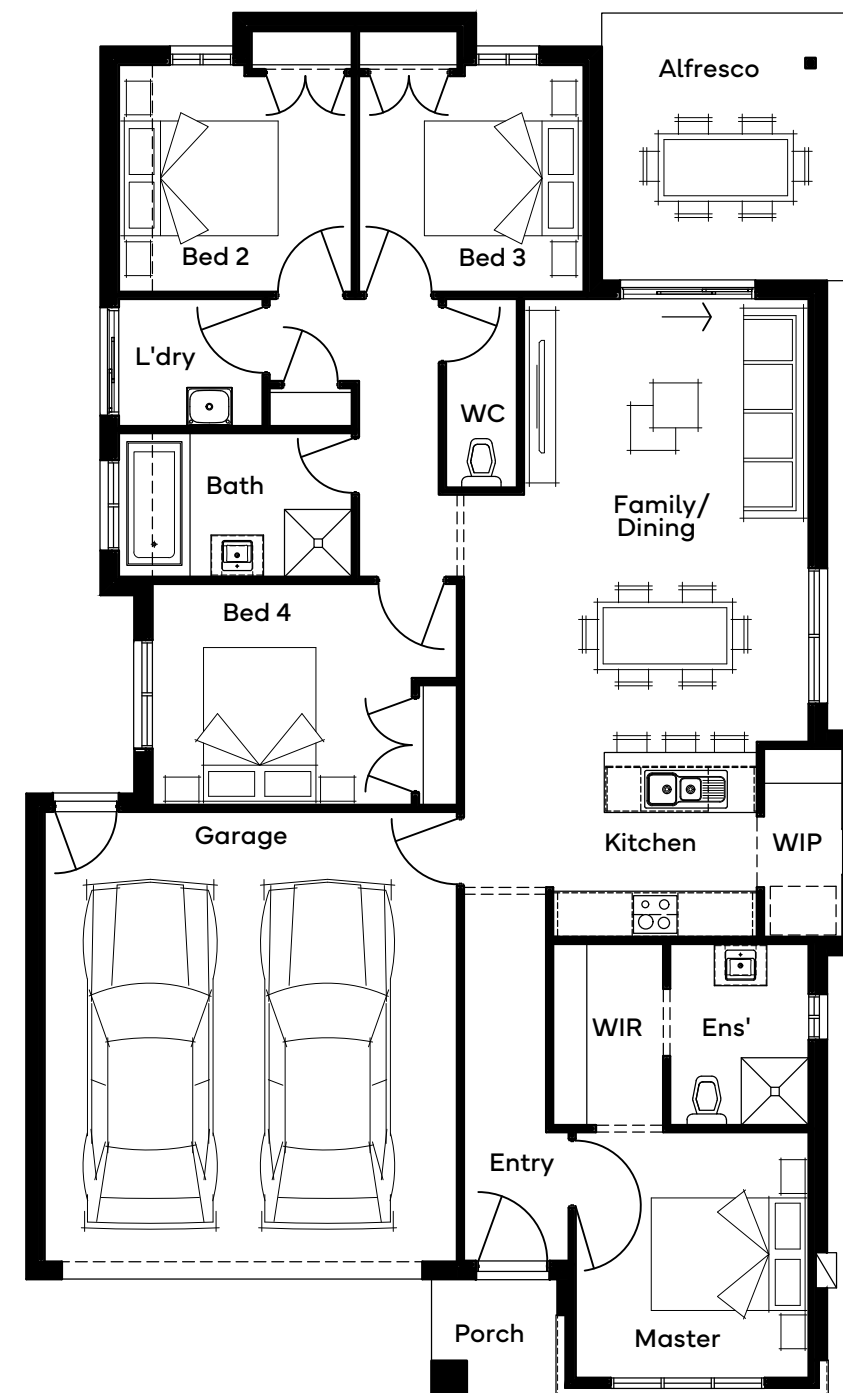 Alfresco
Bed 2
Bed 3
L'dry
WC
Bath
Family/
Dining
Bed 4
Garage
Kitchen
WIP
WIR
Ens'
Entry
Porch
Master